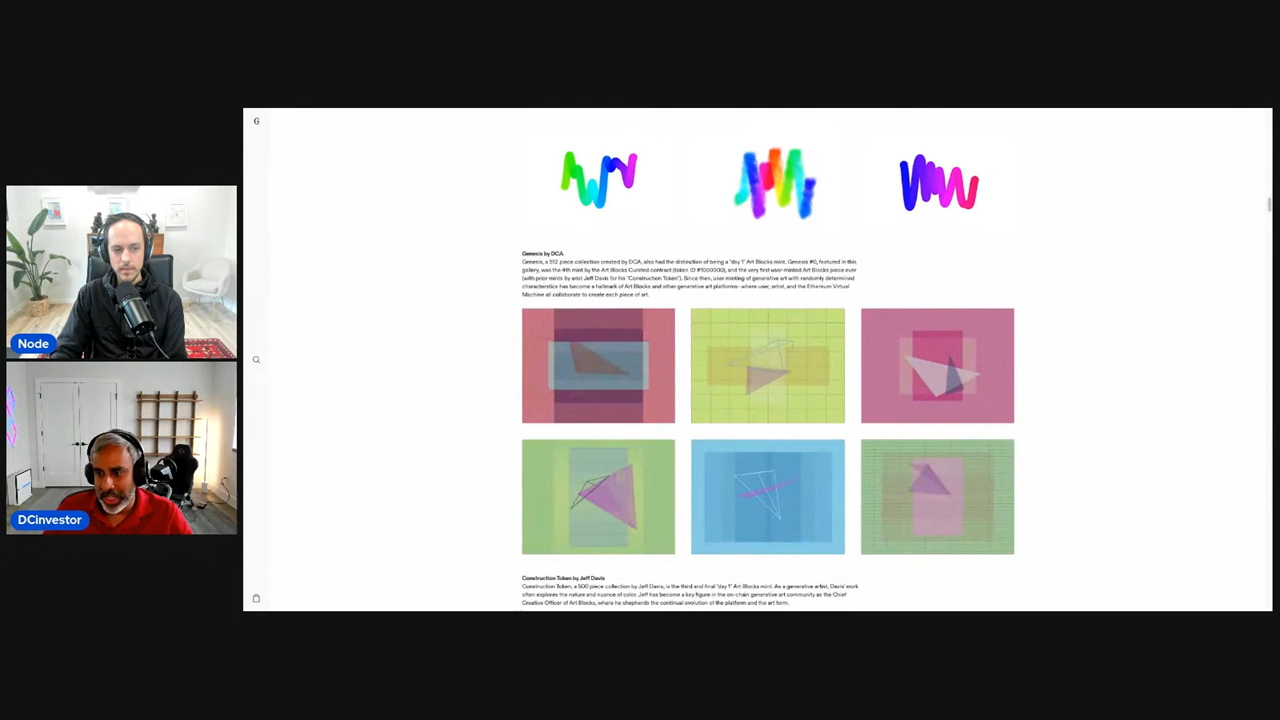 G
Genesis by DCA
Genesis, a 512 piece collection created by DCA, also had the distinction of being a 'day 1' Art Blocks mint. Genesis #0, featured in this
gallery, was the 4th mint by the Art Blocks Curated contract (token ID #1000000), and the very first user-minted Art Blocks piece ever
(with prior mints by artist Jeff Davis for his 'Construction Token'). Since then, user minting of generative art with randomly determined
characteristics has become a hallmark of Art Blocks and other generative art platforms- where user, artist, and the Ethereum Virtual
Machine all collaborate to create each piece of art.
Node
DCinvestor
Construction Token by Jeff Davis
Construction Token, a 500 piece collection by Jeff Davis, is the third and final 'day 1' Art Blocks mint. As a generative artist, Davis' work
often explores the nature and nuance of color. Jeff has become a key figure in the on-chain generative art community as the Chief
Creative Officer of Art Blocks, where he shepherds the continual evolution of the platform and the art form.